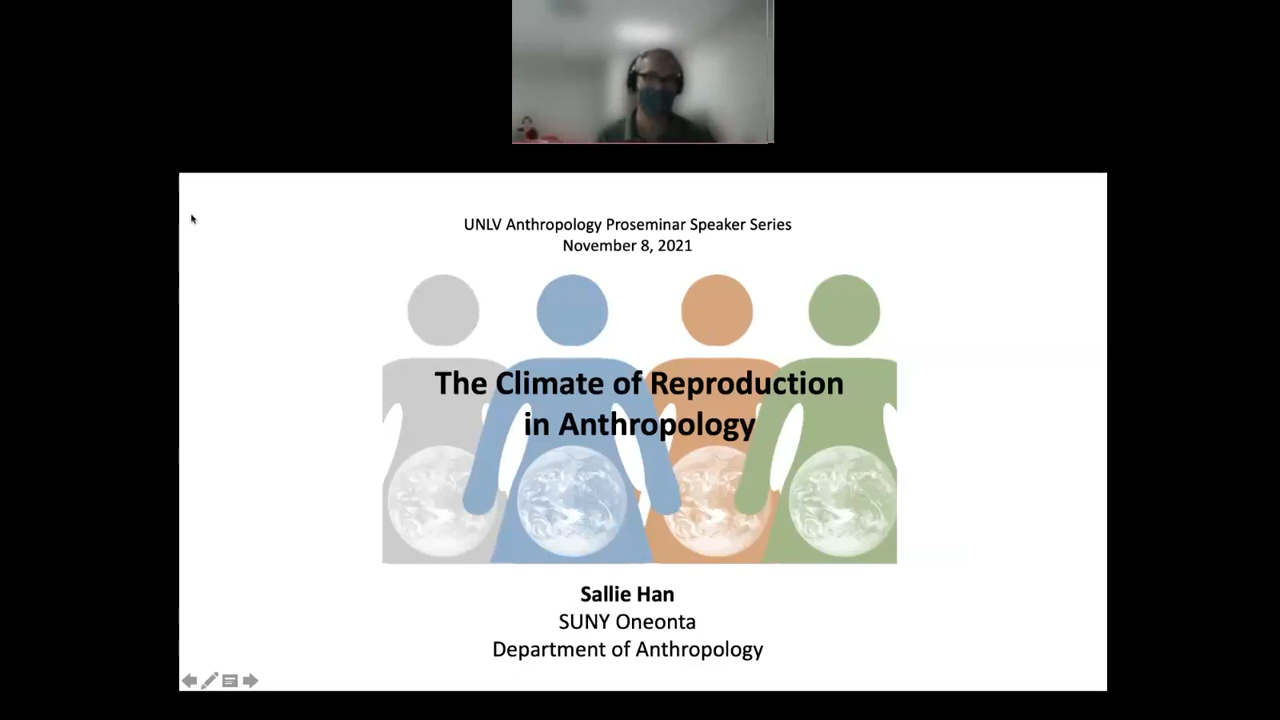 UNLV Anthropology Proseminar Speaker Series
November 8, 2021
The Climate of Reproduction
in Anthropology
Sallie Han
SUNY Oneonta
Department of Anthropology